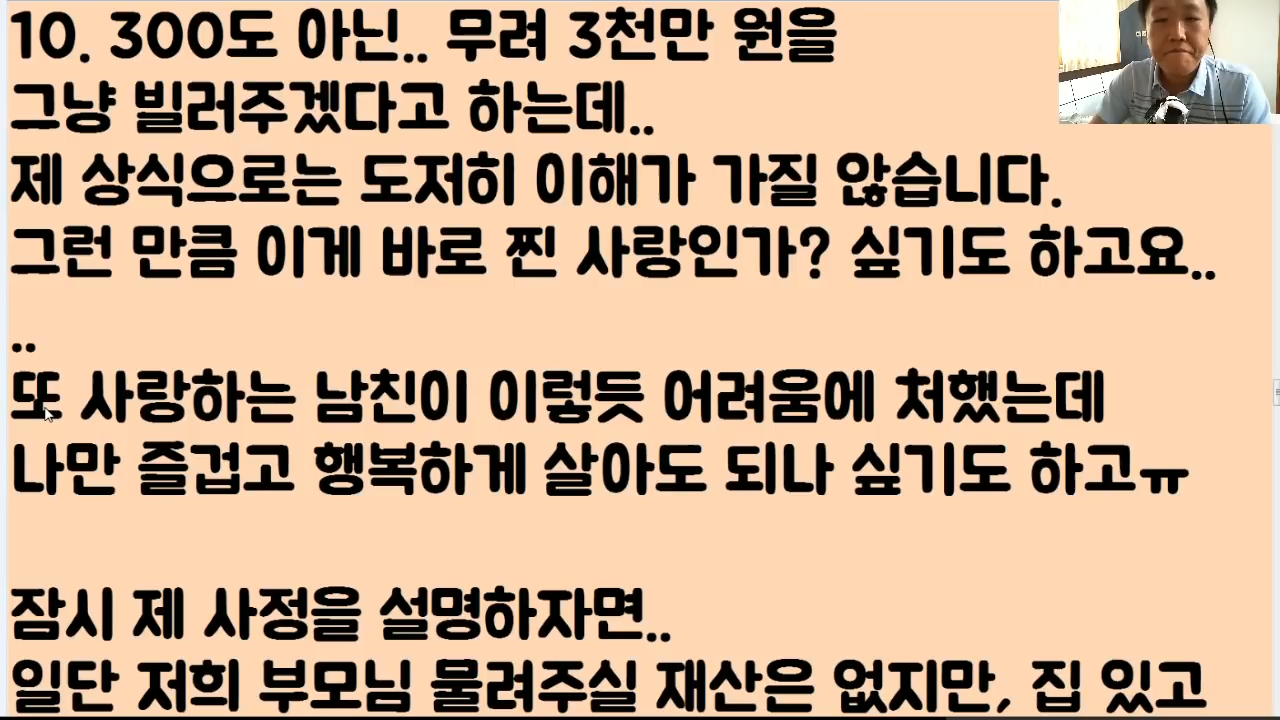 10. 300도 아닌.. 무려 3천만 원을
그냥 빌러주겠다고 하는데..
제 상식으로는 도저히 이해가 가질 않습니다.
그런 만큼 이게 바로 찐 사랑인가? 싶기도 하고요..
..
또 사랑하는 남친이 이렇듯 어려움에 처했는데
나만 즐겁고 행복하게 살아도 되나 싶기도 하고ㅠ
잠시 제 사정을 설명하자면..
일단 저희 부모님 물려주실 재산은 없지만, 집 있고